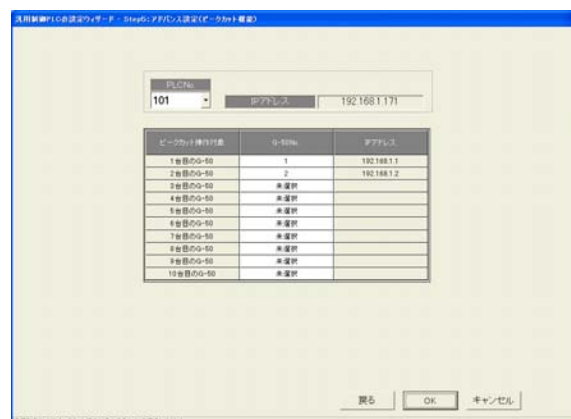 汎用制御PLCの設定ウィザード - Step6:アドバンス設定(ピークカット機能)
PLCNo.
101
IPアドレス
192.168.1.171
ピークカット操作対象 G-50No. IPアドレス
1台目のG-50 1 192.168.1.1
2台目のG-50 2 192.168.1.2
3台目のG-50 未選択
4台目のG-50 未選択
5台目のG-50 未選択
6台目のG-50 未選択
7台目のG-50 未選択
8台目のG-50 未選択
9台目のG-50 未選択
10台目のG-50 未選択
戻る OK キャンセル